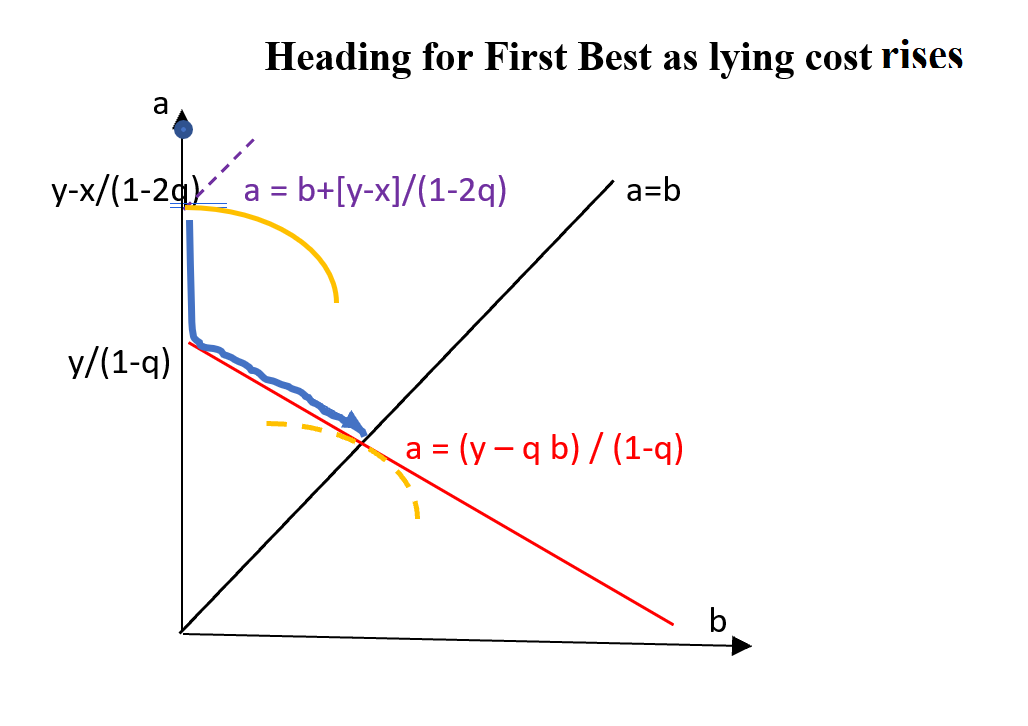 Heading for First Best as lying cost rises
a
y-x/(1-2q)
a = b+[y-x]/(1-2q)
a=b
y/(1-q)
a = (y – q b) / (1-q)
b